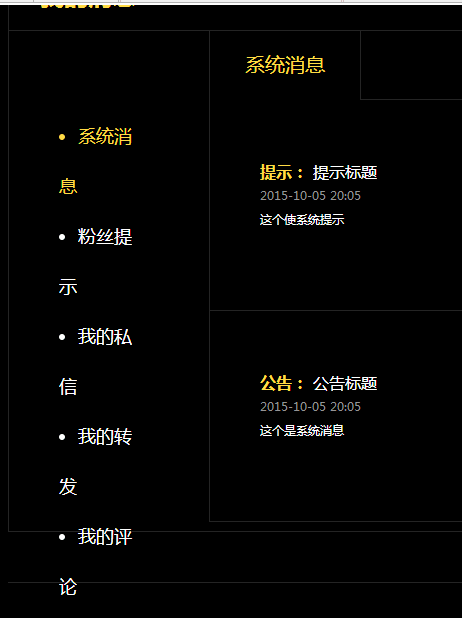 系统消息
• 系统消
息
• 粉丝提
示
• 我的私
信
• 我的转
发
• 我的评
论
提示： 提示标题
2015-10-05 20:05
这个使系统提示
公告： 公告标题
2015-10-05 20:05
这个是系统消息